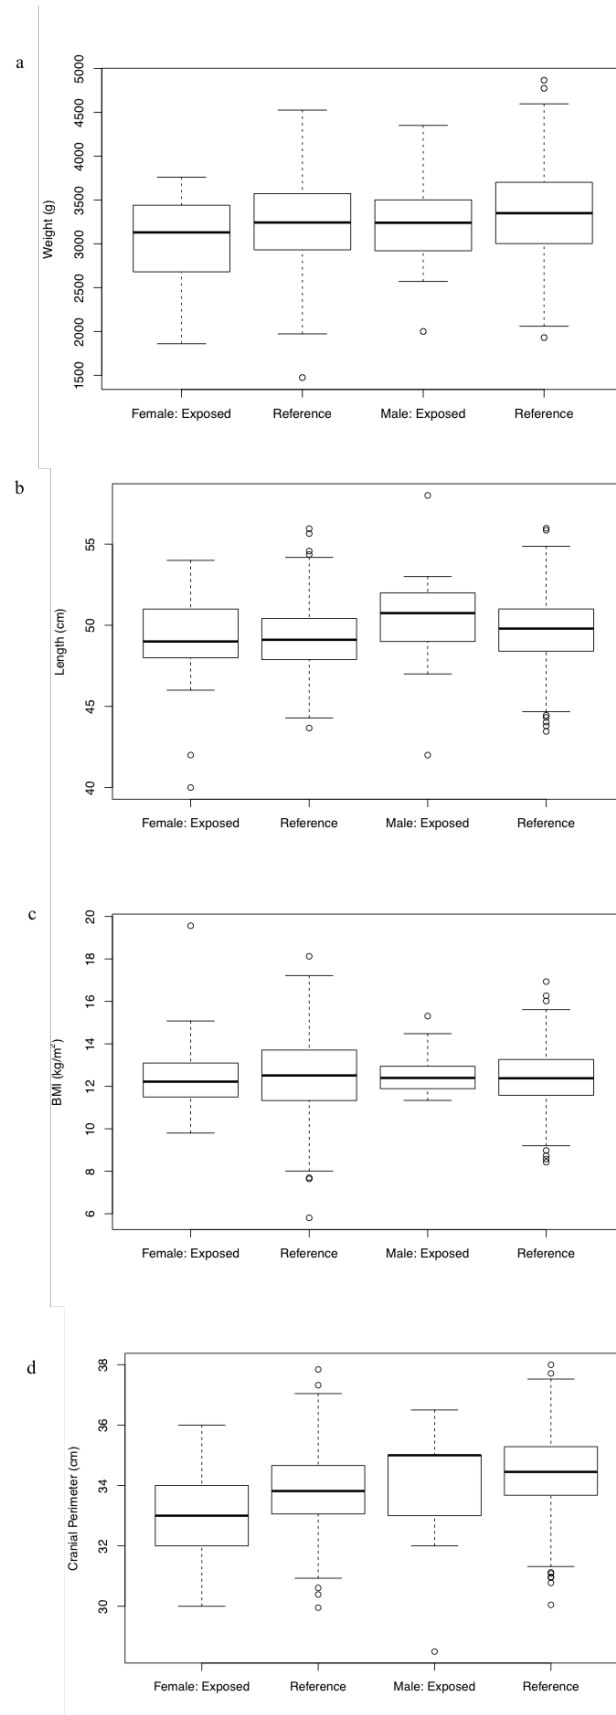 a
Weight (g)
5000
4500
4000
3500
3000
2500
2000
1500
Female: Exposed Reference Male: Exposed Reference
b
Length (cm)
55
50
45
40
Female: Exposed Reference Male: Exposed Reference
c
BMI (kg/m²)
20
18
16
14
12
10
8
6
Female: Exposed Reference Male: Exposed Reference
d
Cranial Perimeter (cm)
38
36
34
32
30
Female: Exposed Reference Male: Exposed Reference